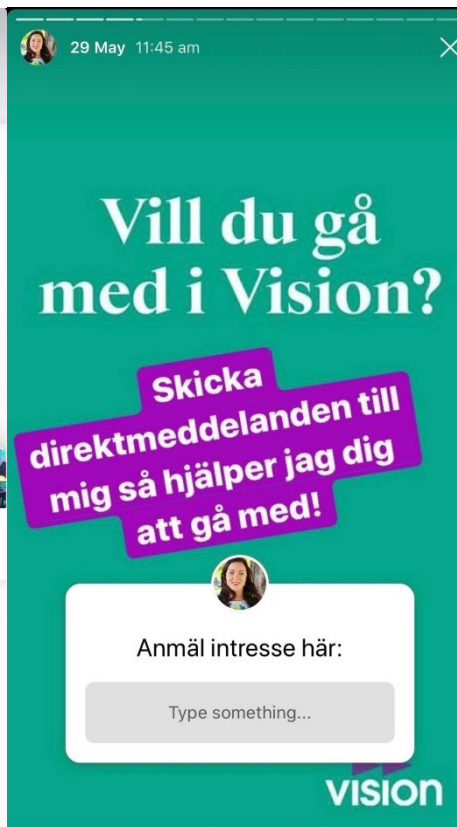 29 May 11:45 am
Vill du gå
med i Vision?
Skicka
direktmeddelanden till
mig så hjälper jag dig
att gå med!
Anmäl intresse här:
Type something...
vision